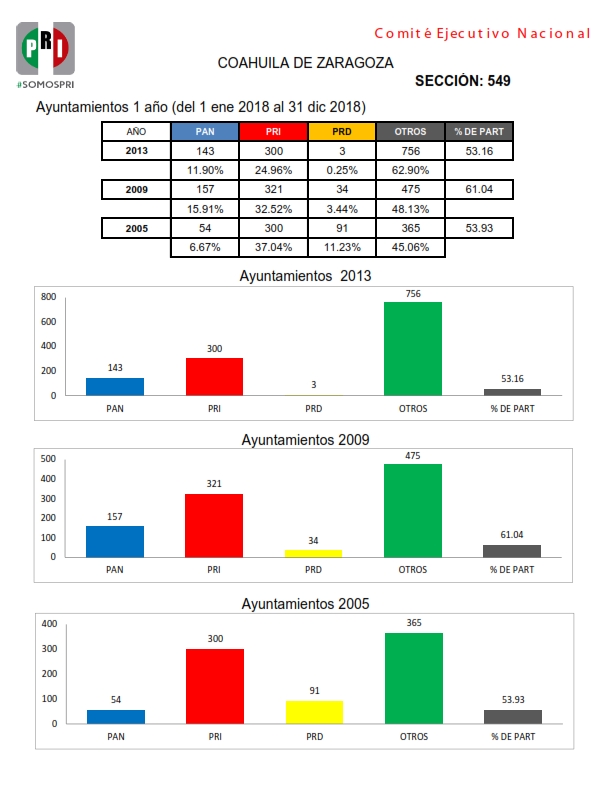 PRI
#SOMOSPRI
Comité Ejecutivo Nacional
COAHUILA DE ZARAGOZA
SECCIÓN: 549
Ayuntamientos 1 año (del 1 ene 2018 al 31 dic 2018)
AÑO PAN PRI PRD OTROS % DE PART
2013 143 300 3 756 53.16
11.90% 24.96% 0.25% 62.90%
2009 157 321 34 475 61.04
15.91% 32.52% 3.44% 48.13%
2005 54 300 91 365 53.93
6.67% 37.04% 11.23% 45.06%
Ayuntamientos 2013
800
600
400
200
0
143 300 3 756 53.16
PAN PRI PRD OTROS % DE PART
Ayuntamientos 2009
500
400
300
200
100
0
157 321 34 475 61.04
PAN PRI PRD OTROS % DE PART
Ayuntamientos 2005
400
300
200
100
0
54 300 91 365 53.93
PAN PRI PRD OTROS % DE PART